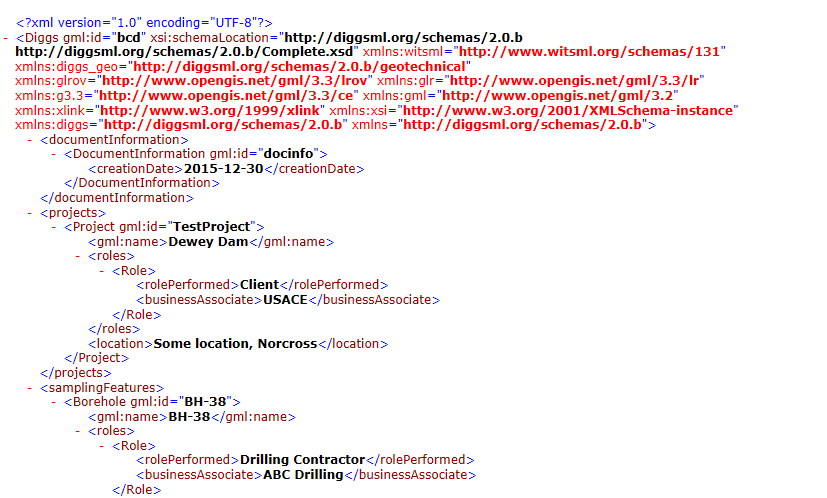 <?xml version="1.0" encoding="UTF-8"?>
- <Diggs gml:id="bcd" xsi:schemaLocation="http://diggsml.org/schemas/2.0.b
http://diggsml.org/schemas/2.0.b/Complete.xsd" xmlns:witsml="http://www.witsml.org/schemas/131"
xmlns:diggs_geo="http://diggsml.org/schemas/2.0.b/geotechnical"
xmlns:glrov="http://www.opengis.net/gml/3.3/lrov" xmlns:glr="http://www.opengis.net/gml/3.3/lr"
xmlns:g3.3="http://www.opengis.net/gml/3.3/ce" xmlns:gml="http://www.opengis.net/gml/3.2"
xmlns:xlink="http://www.w3.org/1999/xlink" xmlns:xsi="http://www.w3.org/2001/XMLSchema-instance"
xmlns:diggs="http://diggsml.org/schemas/2.0.b" xmlns="http://diggsml.org/schemas/2.0.b">
- <documentInformation>
- <DocumentInformation gml:id="docinfo">
<creationDate>2015-12-30</creationDate>
</DocumentInformation>
</documentInformation>
- <projects>
- <Project gml:id="TestProject">
<gml:name>Dewey Dam</gml:name>
- <roles>
- <Role>
<rolePerformed>Client</rolePerformed>
<businessAssociate>USACE</businessAssociate>
</Role>
</roles>
<location>Some location, Norcross</location>
</Project>
</projects>
- <samplingFeatures>
- <Borehole gml:id="BH-38">
<gml:name>BH-38</gml:name>
- <roles>
- <Role>
<rolePerformed>Drilling Contractor</rolePerformed>
<businessAssociate>ABC Drilling</businessAssociate>
</Role>